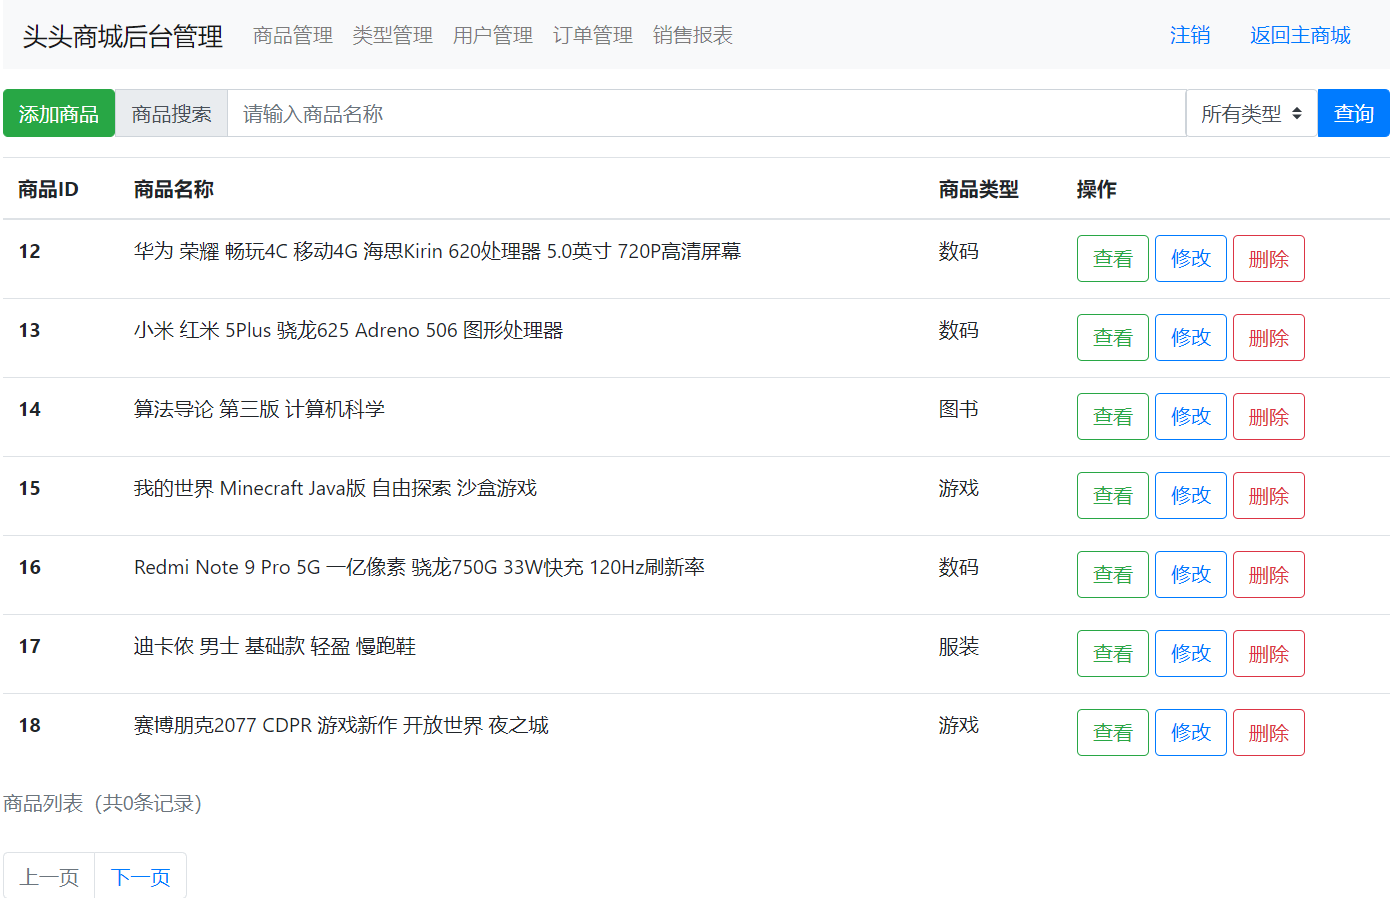 头头商城后台管理 商品管理 类型管理 用户管理 订单管理 销售报表 注销 返回主商城
添加商品 商品搜索 请输入商品名称 所有类型 查询
商品ID 商品名称 商品类型 操作
12 华为 荣耀 畅玩4C 移动4G 海思Kirin 620处理器 5.0英寸 720P高清屏幕 数码 查看 修改 删除
13 小米 红米 5Plus 骁龙625 Adreno 506 图形处理器 数码 查看 修改 删除
14 算法导论 第三版 计算机科学 图书 查看 修改 删除
15 我的世界 Minecraft Java版 自由探索 沙盒游戏 游戏 查看 修改 删除
16 Redmi Note 9 Pro 5G 一亿像素 骁龙750G 33W快充 120Hz刷新率 数码 查看 修改 删除
17 迪卡侬 男士 基础款 轻盈 慢跑鞋 服装 查看 修改 删除
18 赛博朋克2077 CDPR 游戏新作 开放世界 夜之城 游戏 查看 修改 删除
商品列表（共0条记录）
上一页 下一页